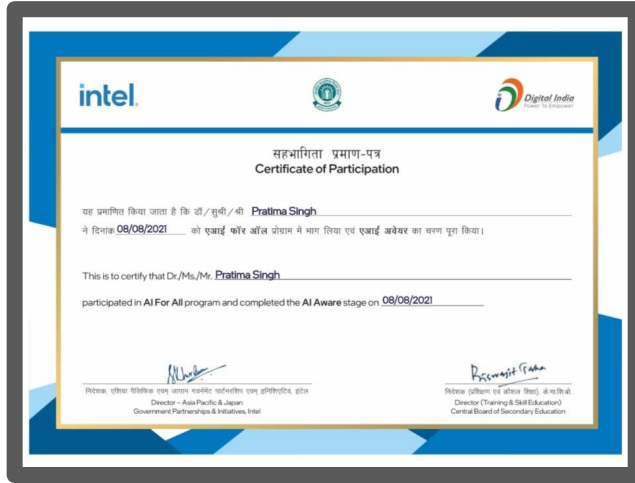 intel.
Digital India
Power To Empower
सहभागिता प्रमाण-पत्र
Certificate of Participation
यह प्रमाणित किया जाता है कि डॉ/सुश्री/श्री Pratima Singh
ने दिनांक 08/08/2021 को एआई फॉर ऑल प्रोग्राम में भाग लिया एवं एआई अवेयर का चरण पूरा किया।
This is to certify that Dr./Ms./Mr. Pratima Singh
participated in AI For All program and completed the AI Aware stage on 08/08/2021
Biswajit Saha
निदेशक, एशिया पैसिफिक एवम् जापान गवर्नमेंट पार्टनरशिप एवम् इनिशिएटिव, इंटेल
Director – Asia Pacific & Japan
Government Partnerships & Initiatives, Intel
निदेशक (प्रशिक्षण एवं कौशल शिक्षा), के.मा.शि.बो.
Director (Training & Skill Education)
Central Board of Secondary Education